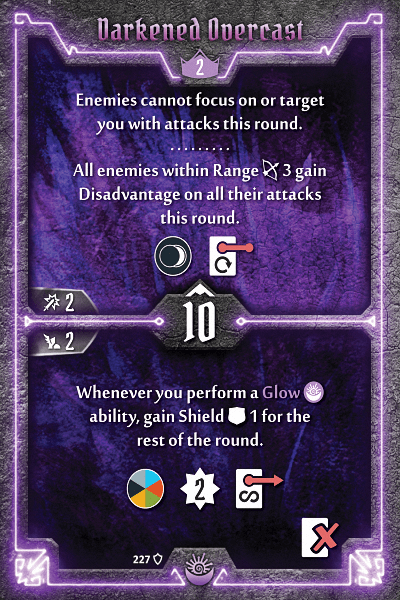 Darkened Overcast
2
Enemies cannot focus on or target
you with attacks this round.
.........
All enemies within Range 3 gain
Disadvantage on all their attacks
this round.
2
10
2
Whenever you perform a Glow
ability, gain Shield 1 for the
rest of the round.
2
227